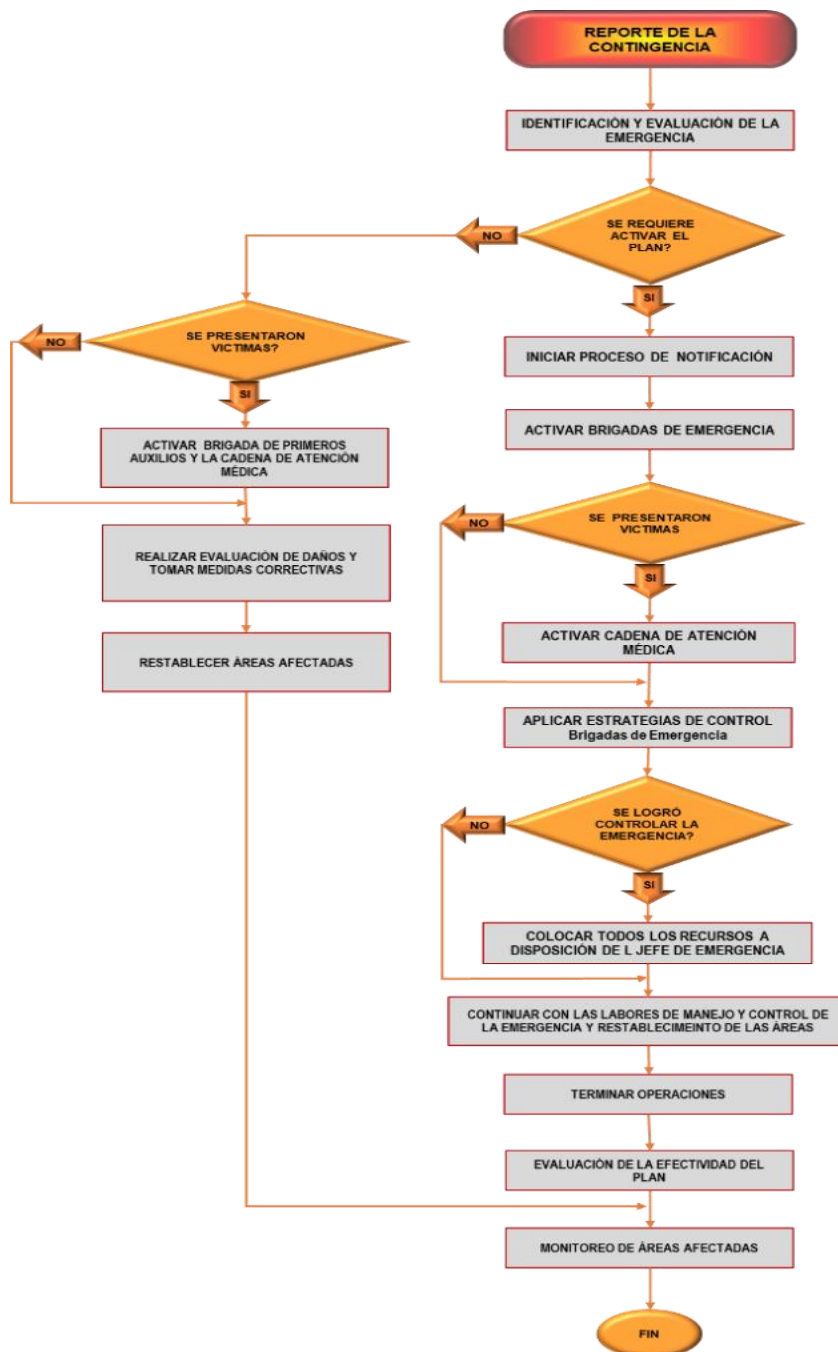 REPORTE DE LA
CONTINGENCIA
IDENTIFICACIÓN Y EVALUACIÓN DE LA
EMERGENCIA
SE REQUIERE
ACTIVAR EL
PLAN?
NO
SI
SE PRESENTARON
VICTIMAS?
NO
SI
ACTIVAR BRIGADA DE PRIMEROS
AUXILIOS Y LA CADENA DE ATENCIÓN
MÉDICA
REALIZAR EVALUACIÓN DE DAÑOS Y
TOMAR MEDIDAS CORRECTIVAS
RESTABLECER ÁREAS AFECTADAS
INICIAR PROCESO DE NOTIFICACIÓN
ACTIVAR BRIGADAS DE EMERGENCIA
SE PRESENTARON
VICTIMAS
NO
SI
ACTIVAR CADENA DE ATENCIÓN
MÉDICA
APLICAR ESTRATEGIAS DE CONTROL
Brigadas de Emergencia
SE LOGRÓ
CONTROLAR LA
EMERGENCIA?
NO
SI
COLOCAR TODOS LOS RECURSOS A
DISPOSICIÓN DE L JEFE DE EMERGENCIA
CONTINUAR CON LAS LABORES DE MANEJO Y CONTROL DE
LA EMERGENCIA Y RESTABLECIMEINTO DE LAS ÁREAS
TERMINAR OPERACIONES
EVALUACIÓN DE LA EFECTIVIDAD DEL
PLAN
MONITOREO DE ÁREAS AFECTADAS
FIN